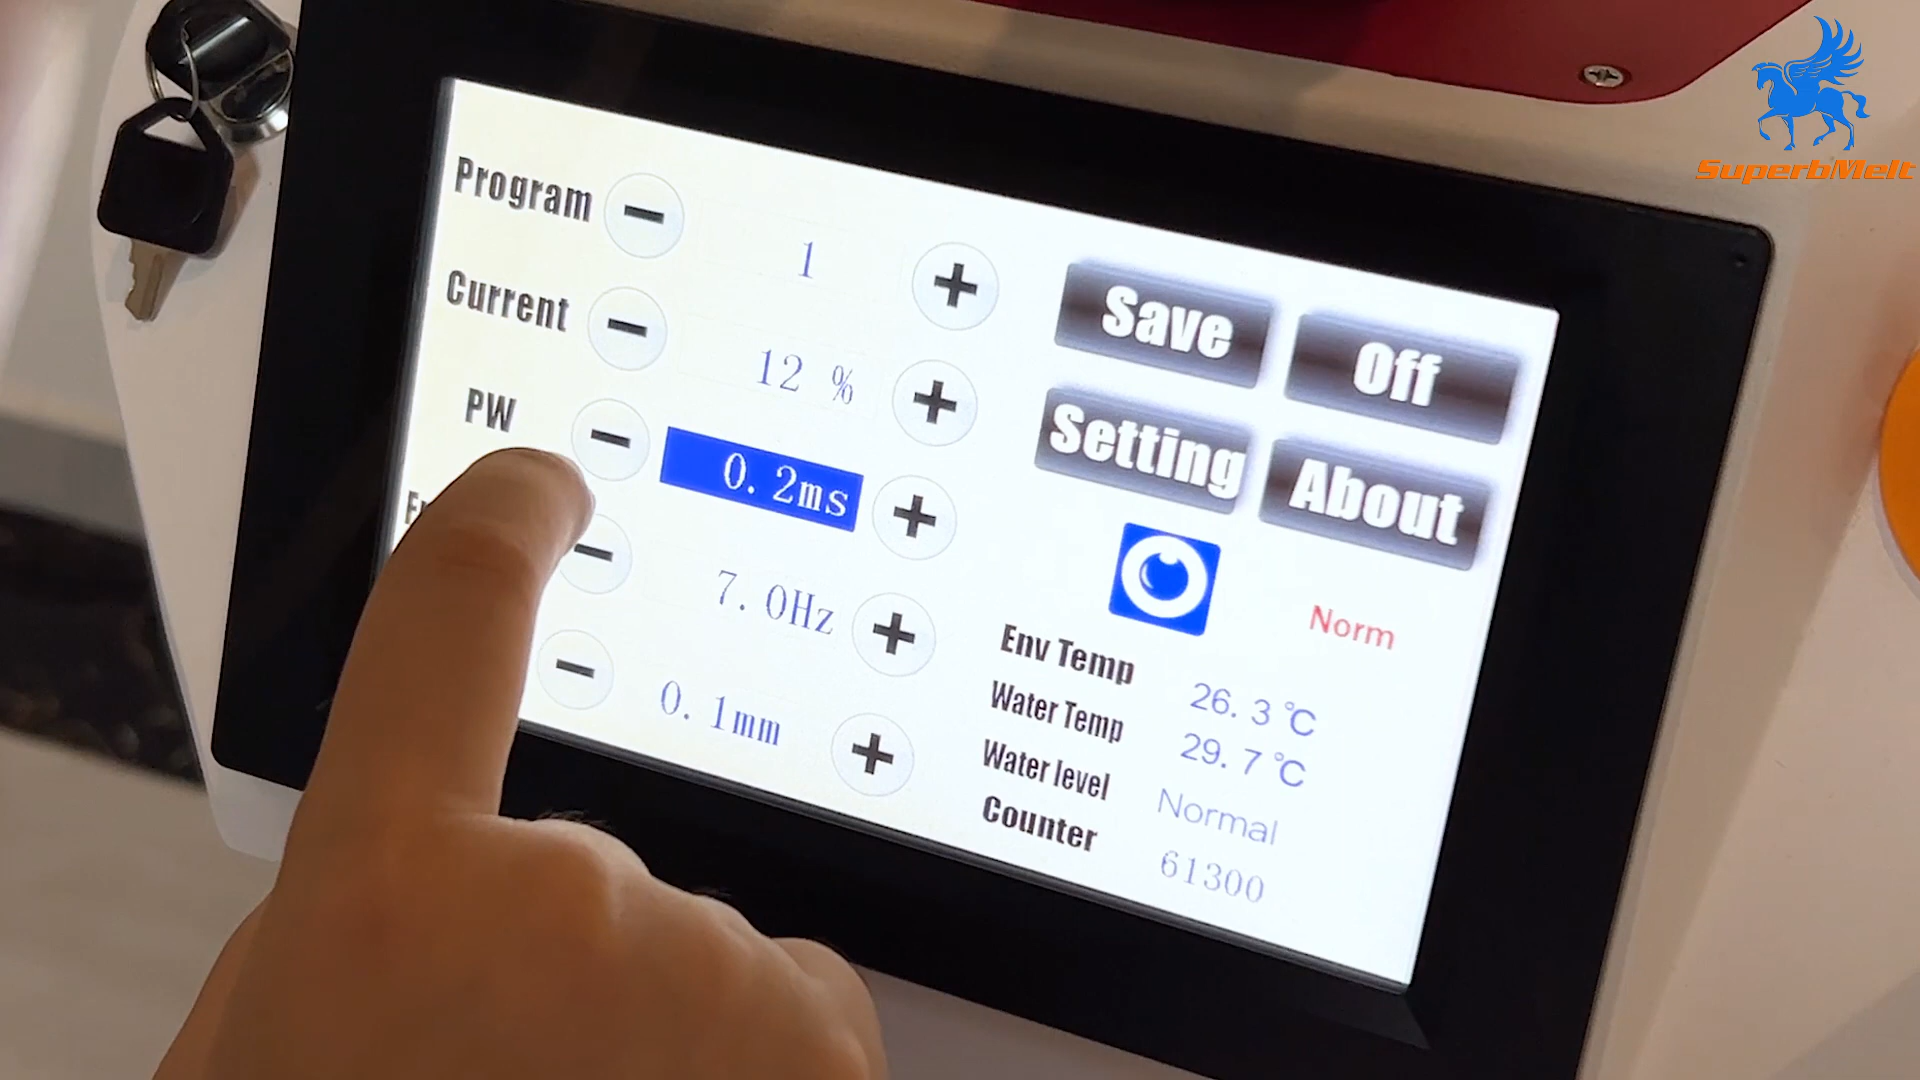 SuperbMelt
Program 1
Current 12 %
PW 0.2ms
7.0Hz
0.1mm
Save Off
Setting About
Norm
Env Temp 26.3℃
Water Temp 29.7℃
Water level Normal
Counter 61300